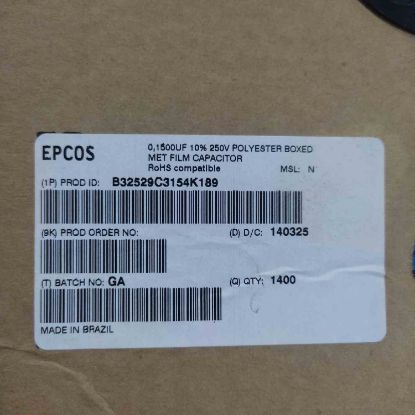 EPCOS
0,1500UF 10% 250V POLYESTER BOXED
MET FILM CAPACITOR
RoHS compatible MSL: N
(1P) PROD ID: B32529C3154K189
(9K) PROD ORDER NO: (D) D/C: 140325
(T) BATCH NO: GA (Q) QTY: 1400
MADE IN BRAZIL